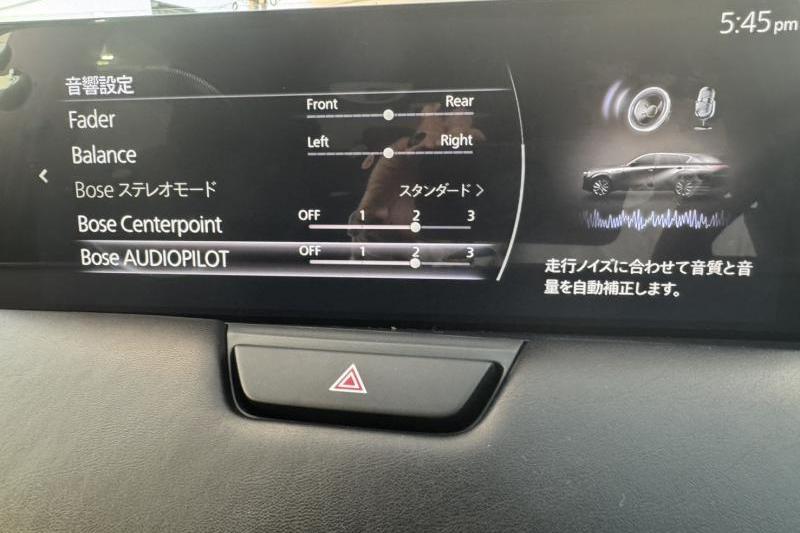 5:45pm
音響設定
Fader Front Rear
Balance Left Right
Bose ステレオモード スタンダード
Bose Centerpoint OFF 1 2 3
Bose AUDIOPILOT OFF 1 2 3
走行ノイズに合わせて音質と音
量を自動補正します。